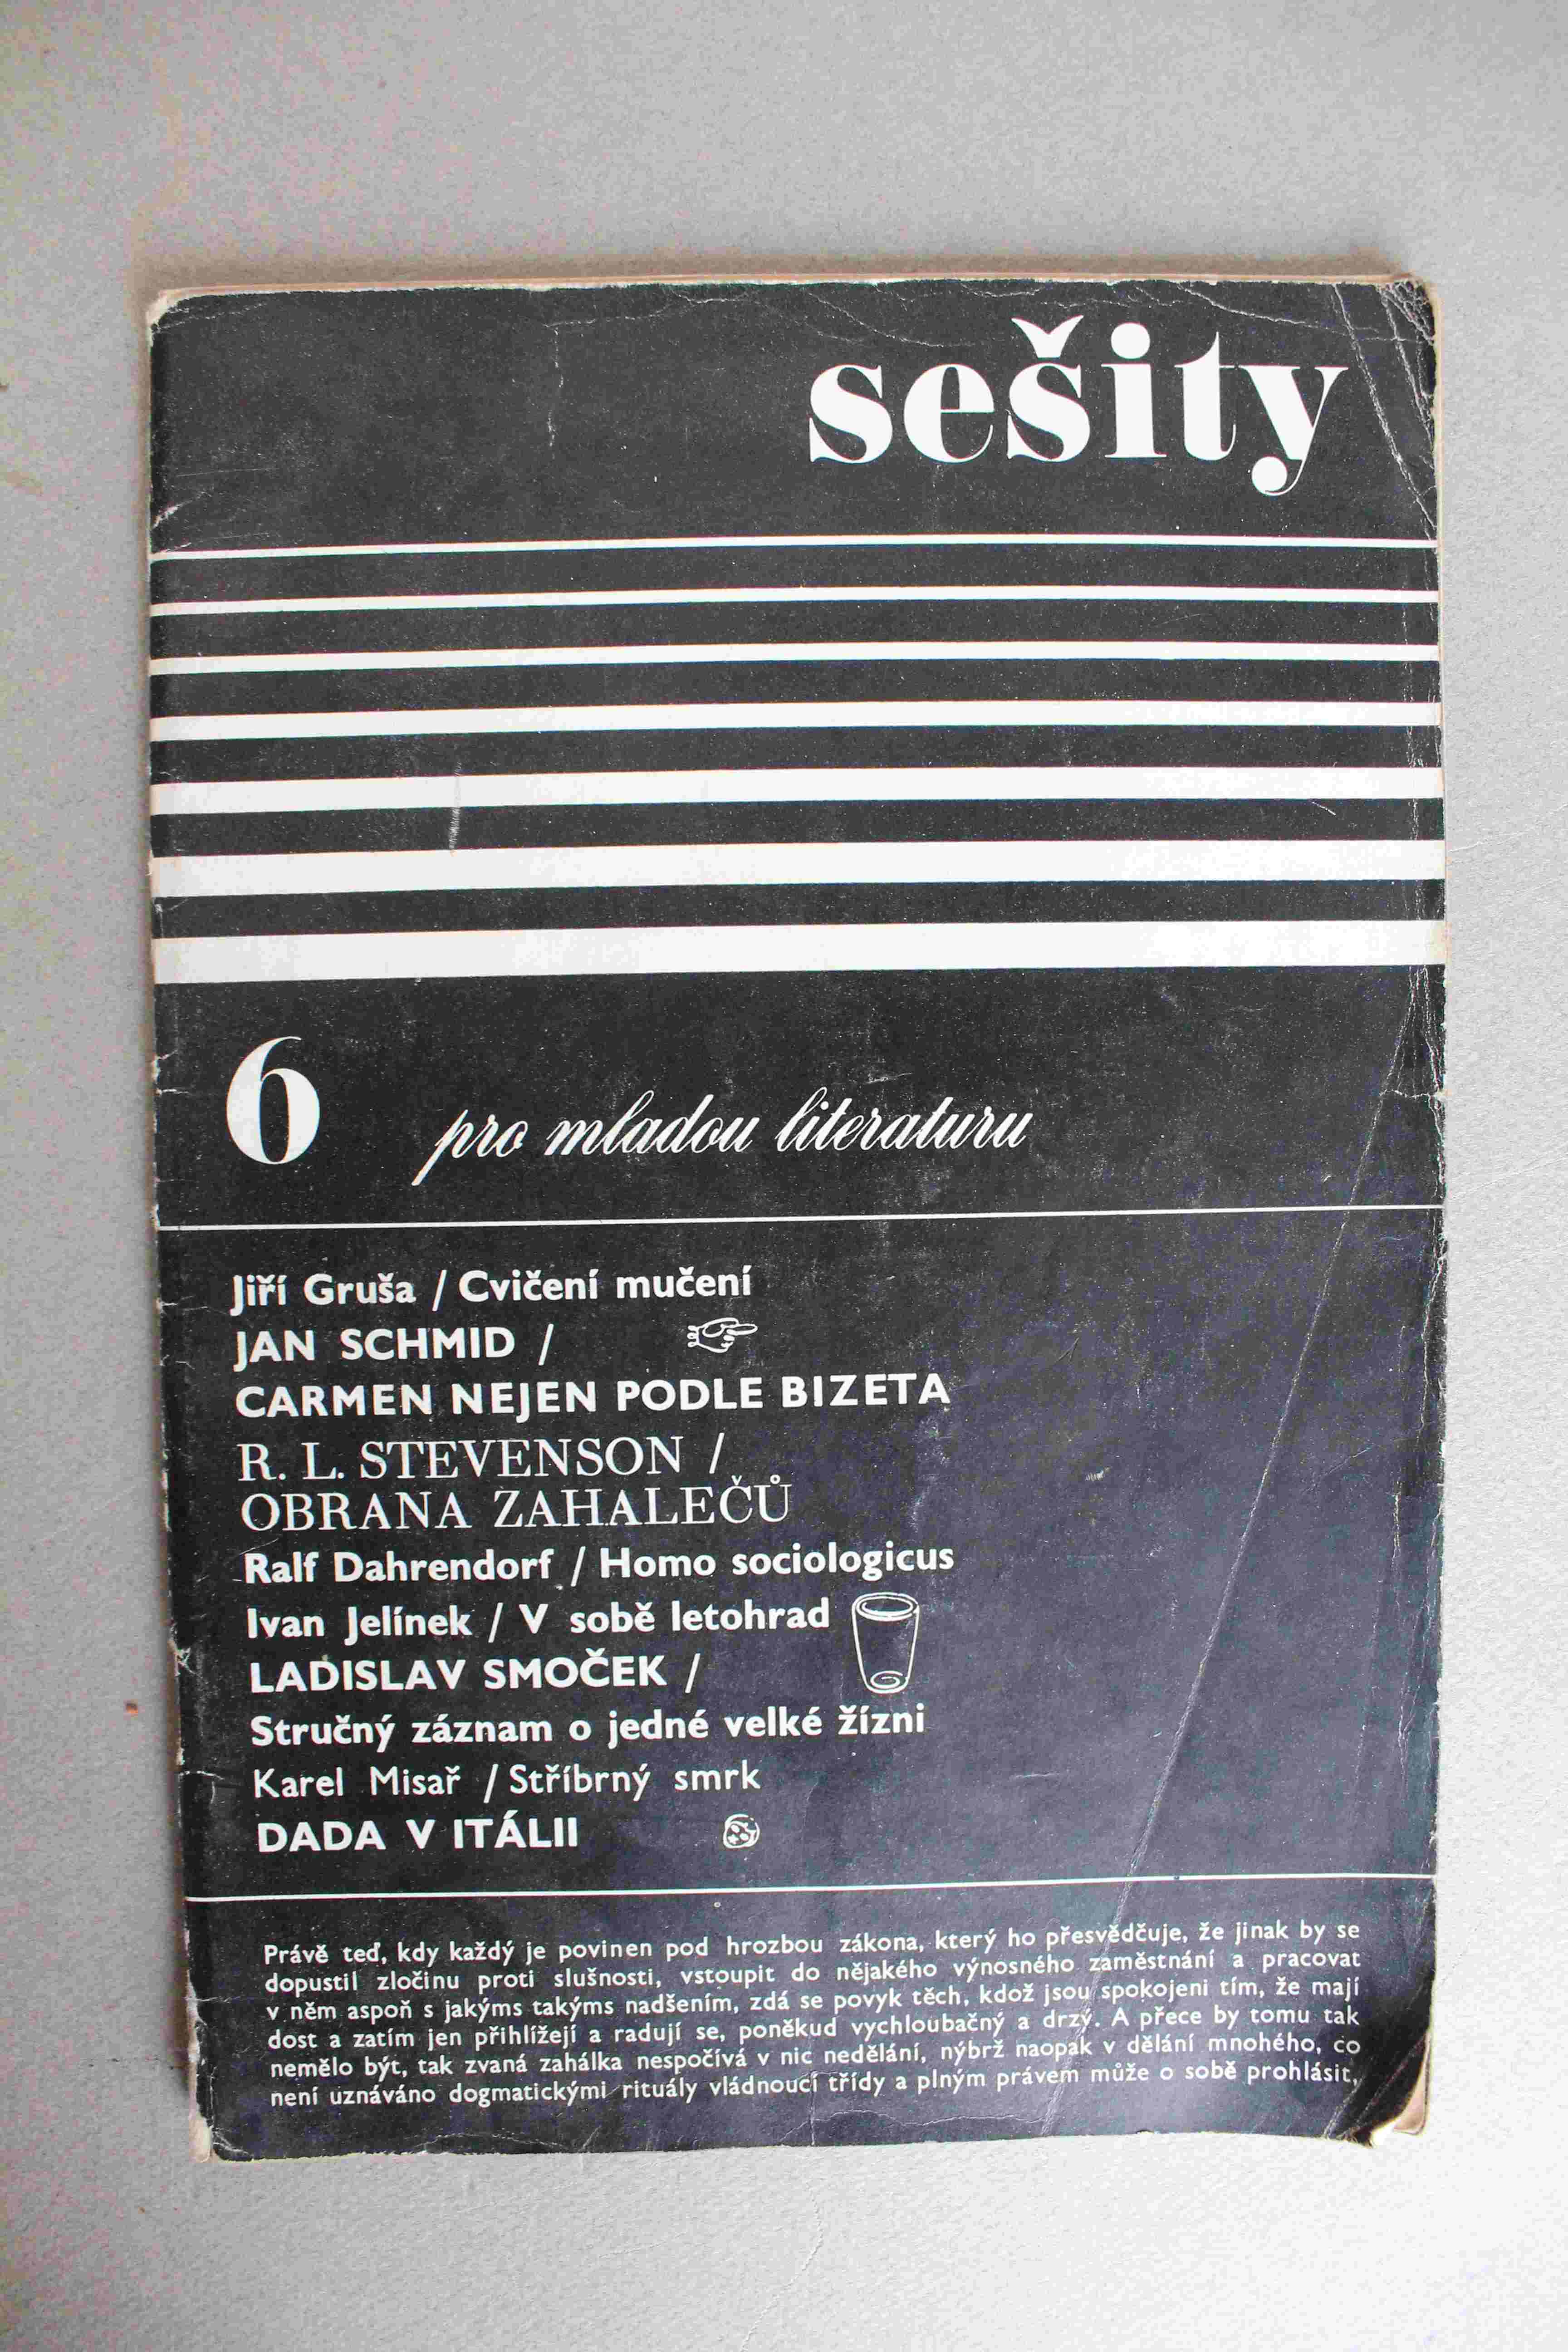 sešity
6 pro mladou literaturu
Jiří Gruša / Cvičení mučení
JAN SCHMID /
CARMEN NEJEN PODLE BIZETA
R. L. STEVENSON /
OBRANA ZAHALEČŮ
Ralf Dahrendorf / Homo sociologicus
Ivan Jelínek / V sobě letohrad
LADISLAV SMOČEK /
Stručný záznam o jedné velké žízni
Karel Misař / Stříbrný smrk
DADA V ITÁLII
Právě teď, kdy každý je povinen pod hrozbou zákona, který ho přesvědčuje, že jinak by se
dopustil zločinu proti slušnosti, vstoupit do nějakého výnosného zaměstnání a pracovat
v něm aspoň s jakýms takýms nadšením, zdá se povyk těch, kdož jsou spokojeni tím, že mají
dost a zatím jen přihlížejí a radují se, poněkud vychloubačný a drzý. A přece by tomu tak
nemělo být, tak zvaná zahálka nespočívá v nic nedělání, nýbrž naopak v dělání mnohého, co
není uznáváno dogmatickými rituály vládnoucí třídy a plným právem může o sobě prohlásit,